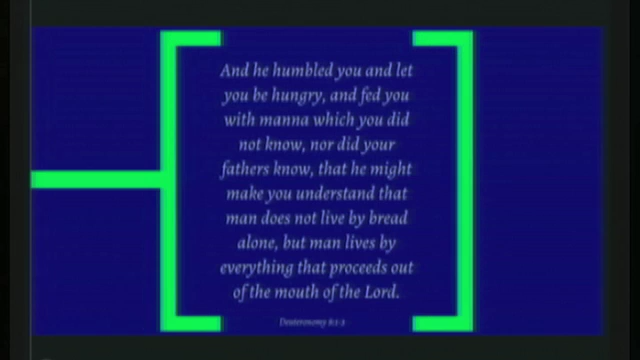 And he humbled you and let
you be hungry, and fed you
with manna which you did
not know, nor did your
fathers know, that he might
make you understand that
man does not live by bread
alone, but man lives by
everything that proceeds out
of the mouth of the Lord.
Deuteronomy